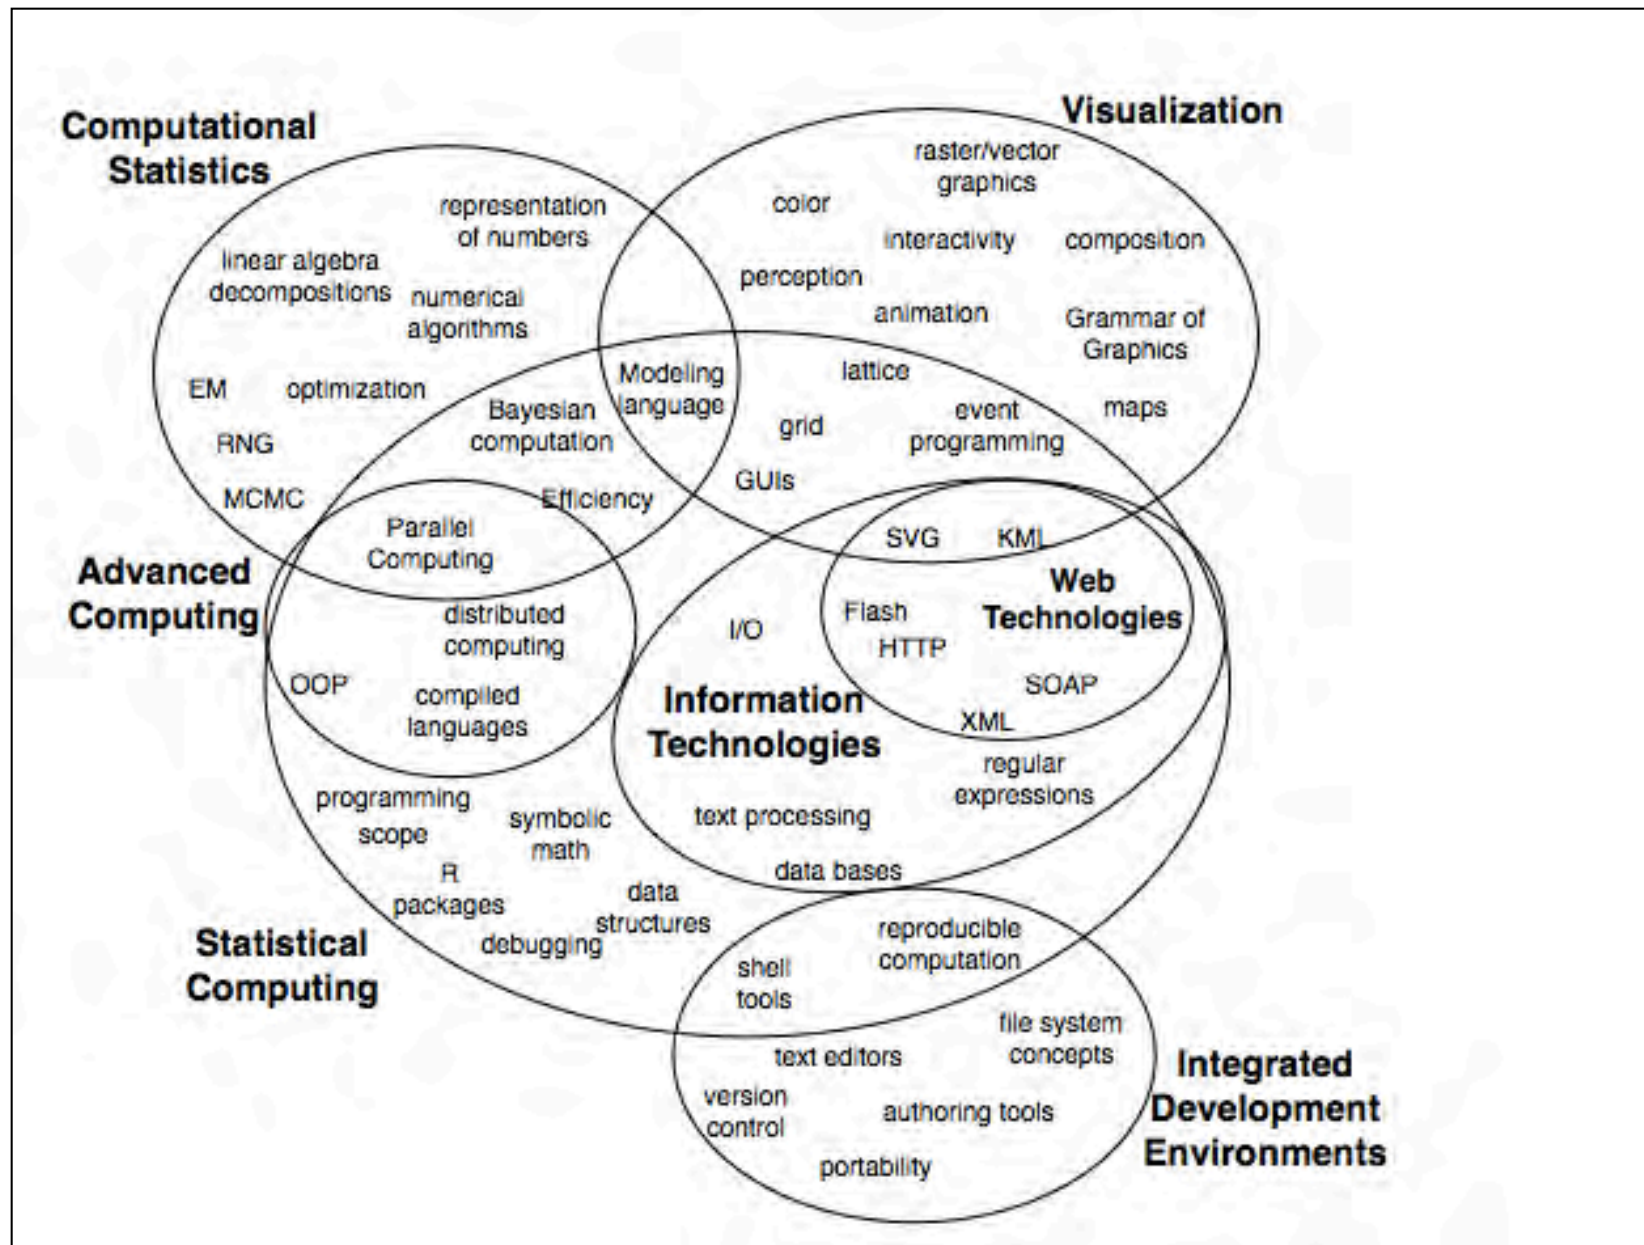 Computational
Statistics
Visualization
raster/vector
graphics
color
representation
of numbers
interactivity
composition
linear algebra
decompositions
perception
numerical
algorithms
animation
Grammar of
Graphics
Modeling
language
lattice
EM
optimization
Bayesian
computation
event
programming
maps
grid
RNG
GUIs
MCMC
Efficiency
Parallel
Computing
SVG
KML
Advanced
Computing
Web
Technologies
distributed
computing
I/O
Flash
HTTP
OOP
compiled
languages
Information
Technologies
SOAP
XML
regular
expressions
programming
scope
symbolic
math
text processing
R
packages
data bases
data
structures
debugging
Statistical
Computing
reproducible
computation
shell
tools
file system
concepts
text editors
Integrated
Development
Environments
version
control
authoring tools
portability